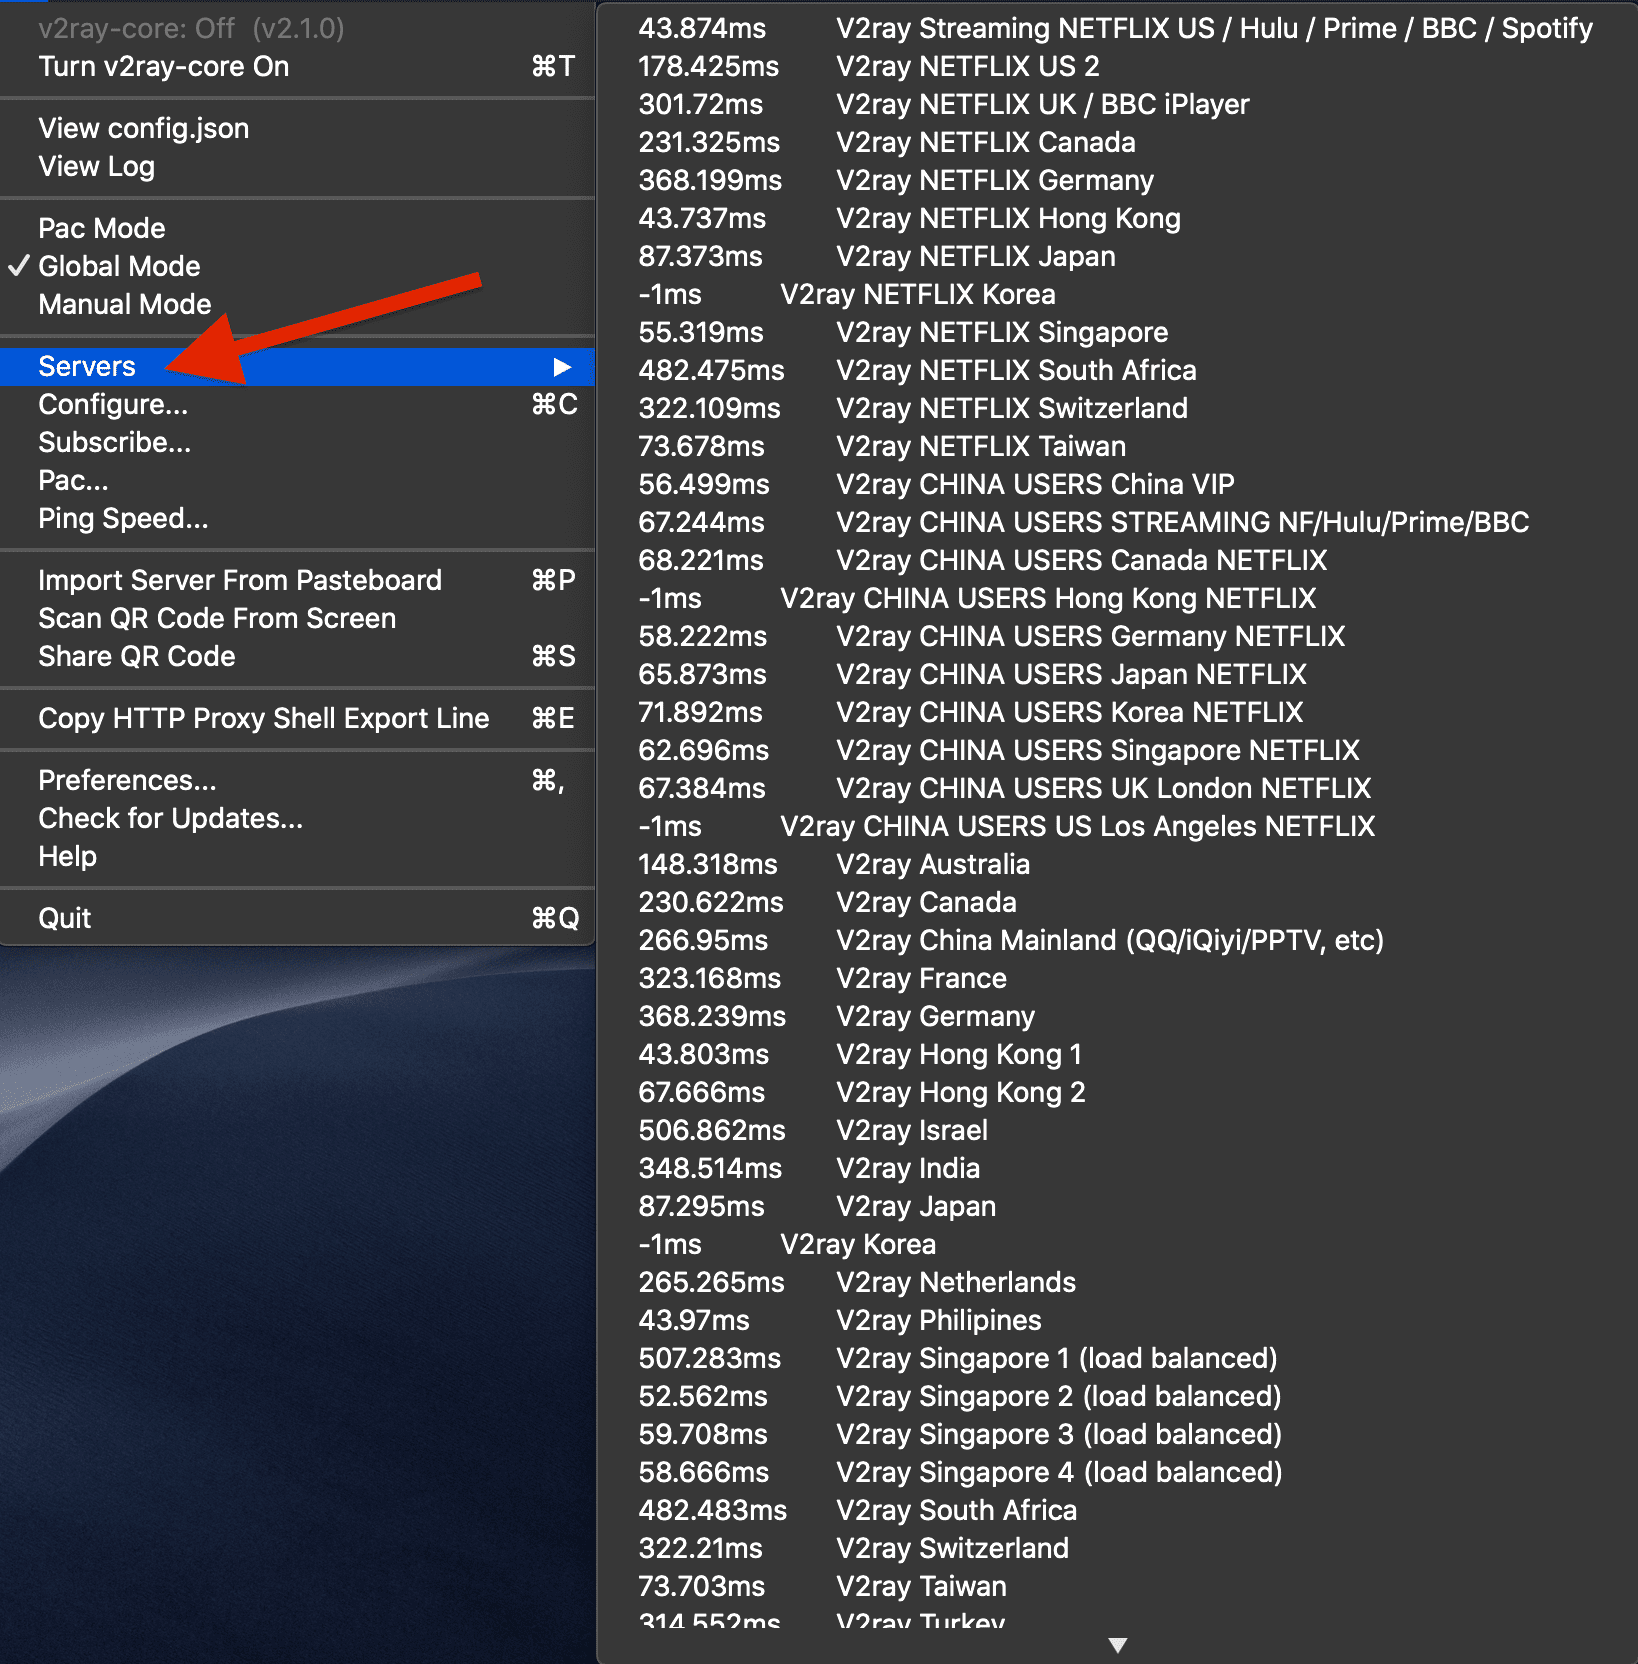 v2ray-core: Off (v2.1.0)
Turn v2ray-core On ⌘T
View config.json
View Log
Pac Mode
✓ Global Mode
Manual Mode
Servers ▶
Configure... ⌘C
Subscribe...
Pac...
Ping Speed...
Import Server From Pasteboard ⌘P
Scan QR Code From Screen
Share QR Code ⌘S
Copy HTTP Proxy Shell Export Line ⌘E
Preferences... ⌘,
Check for Updates...
Help
Quit ⌘Q
43.874ms V2ray Streaming NETFLIX US / Hulu / Prime / BBC / Spotify
178.425ms V2ray NETFLIX US 2
301.72ms V2ray NETFLIX UK / BBC iPlayer
231.325ms V2ray NETFLIX Canada
368.199ms V2ray NETFLIX Germany
43.737ms V2ray NETFLIX Hong Kong
87.373ms V2ray NETFLIX Japan
-1ms V2ray NETFLIX Korea
55.319ms V2ray NETFLIX Singapore
482.475ms V2ray NETFLIX South Africa
322.109ms V2ray NETFLIX Switzerland
73.678ms V2ray NETFLIX Taiwan
56.499ms V2ray CHINA USERS China VIP
67.244ms V2ray CHINA USERS STREAMING NF/Hulu/Prime/BBC
68.221ms V2ray CHINA USERS Canada NETFLIX
-1ms V2ray CHINA USERS Hong Kong NETFLIX
58.222ms V2ray CHINA USERS Germany NETFLIX
65.873ms V2ray CHINA USERS Japan NETFLIX
71.892ms V2ray CHINA USERS Korea NETFLIX
62.696ms V2ray CHINA USERS Singapore NETFLIX
67.384ms V2ray CHINA USERS UK London NETFLIX
-1ms V2ray CHINA USERS US Los Angeles NETFLIX
148.318ms V2ray Australia
230.622ms V2ray Canada
266.95ms V2ray China Mainland (QQ/iQiyi/PPTV, etc)
323.168ms V2ray France
368.239ms V2ray Germany
43.803ms V2ray Hong Kong 1
67.666ms V2ray Hong Kong 2
506.862ms V2ray Israel
348.514ms V2ray India
87.295ms V2ray Japan
-1ms V2ray Korea
265.265ms V2ray Netherlands
43.97ms V2ray Philipines
507.283ms V2ray Singapore 1 (load balanced)
52.562ms V2ray Singapore 2 (load balanced)
59.708ms V2ray Singapore 3 (load balanced)
58.666ms V2ray Singapore 4 (load balanced)
482.483ms V2ray South Africa
322.21ms V2ray Switzerland
73.703ms V2ray Taiwan
314.552ms V2ray Turkey